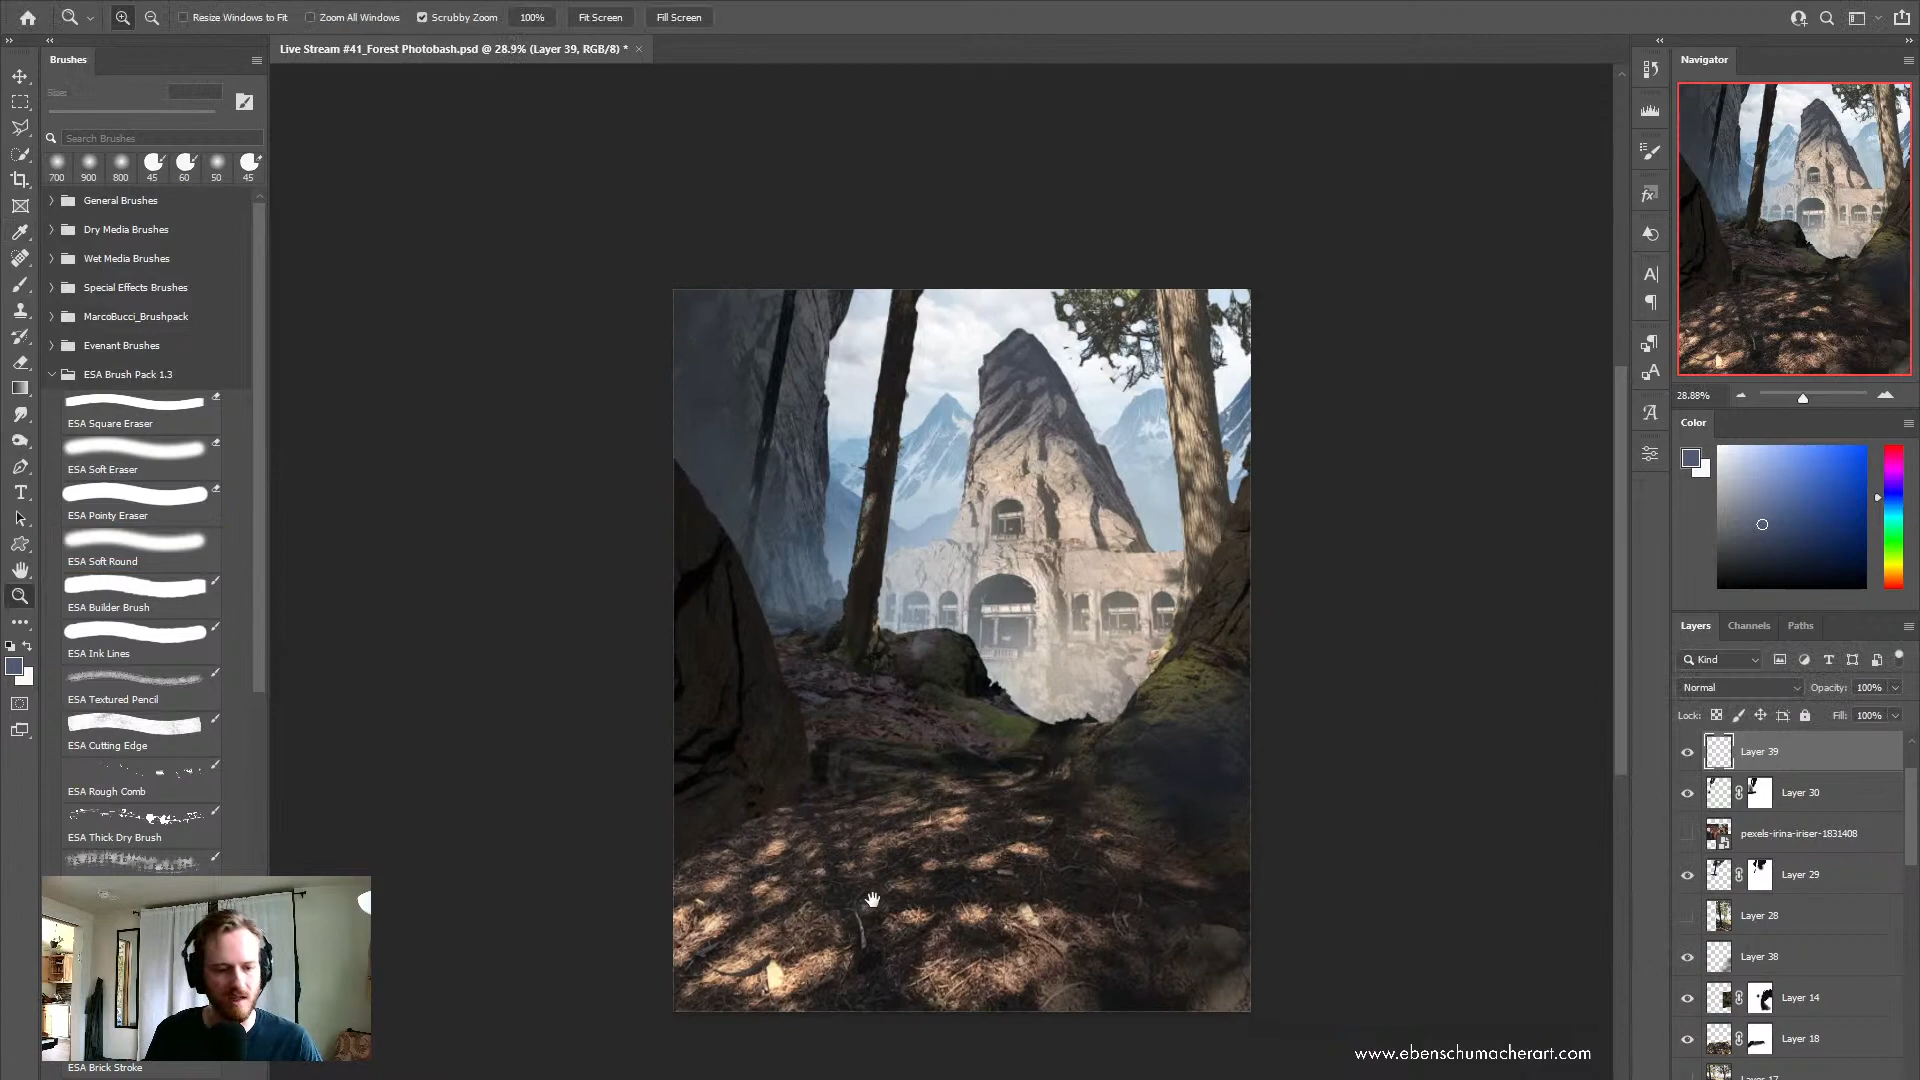 Resize Windows to Fit
Zoom All Windows
Scrubby Zoom
100%
Fit Screen
Fill Screen
Live Stream #41_Forest Photobash.psd @ 28.9% (Layer 39, RGB/8) *
Brushes
Size:
Search Brushes
700
900
800
45
60
50
45
General Brushes
Dry Media Brushes
Wet Media Brushes
Special Effects Brushes
MarcoBucci_Brushpack
Evenant Brushes
ESA Brush Pack 1.3
ESA Square Eraser
ESA Soft Eraser
ESA Pointy Eraser
ESA Soft Round
ESA Builder Brush
ESA Ink Lines
ESA Textured Pencil
ESA Cutting Edge
ESA Rough Comb
ESA Thick Dry Brush
ESA Brick Stroke
Navigator
28.88%
Color
Layers
Channels
Paths
Kind
Normal
Opacity: 100%
Lock:
Fill: 100%
Layer 39
Layer 30
pexels-irina-iriser-1831408
Layer 29
Layer 28
Layer 38
Layer 14
Layer 18
Layer 17
www.ebenschumacherart.com